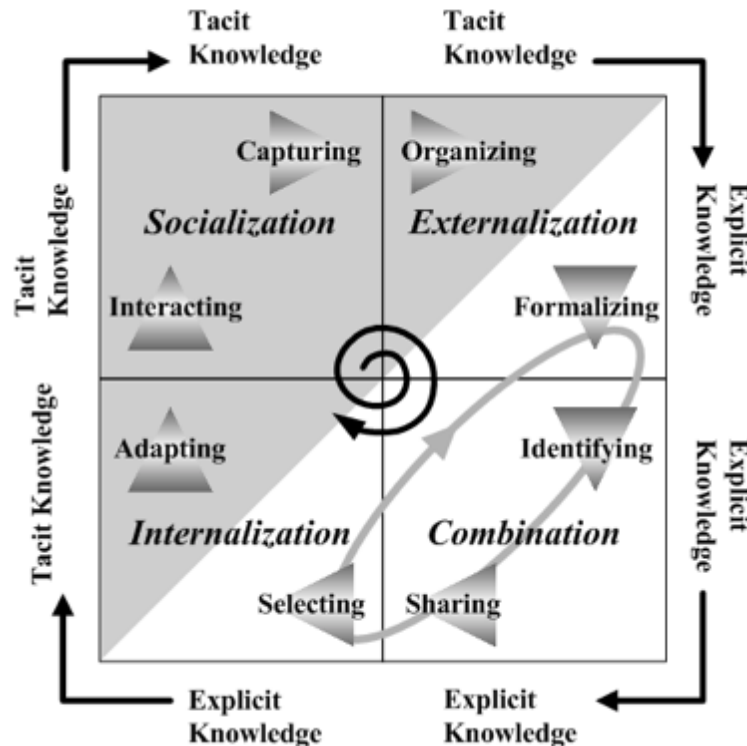 Tacit
Knowledge
Tacit
Knowledge
Capturing
Organizing
Socialization
Externalization
Tacit
Knowledge
Explicit
Knowledge
Interacting
Formalizing
Adapting
Identifying
Tacit Knowledge
Explicit
Knowledge
Internalization
Combination
Selecting
Sharing
Explicit
Knowledge
Explicit
Knowledge